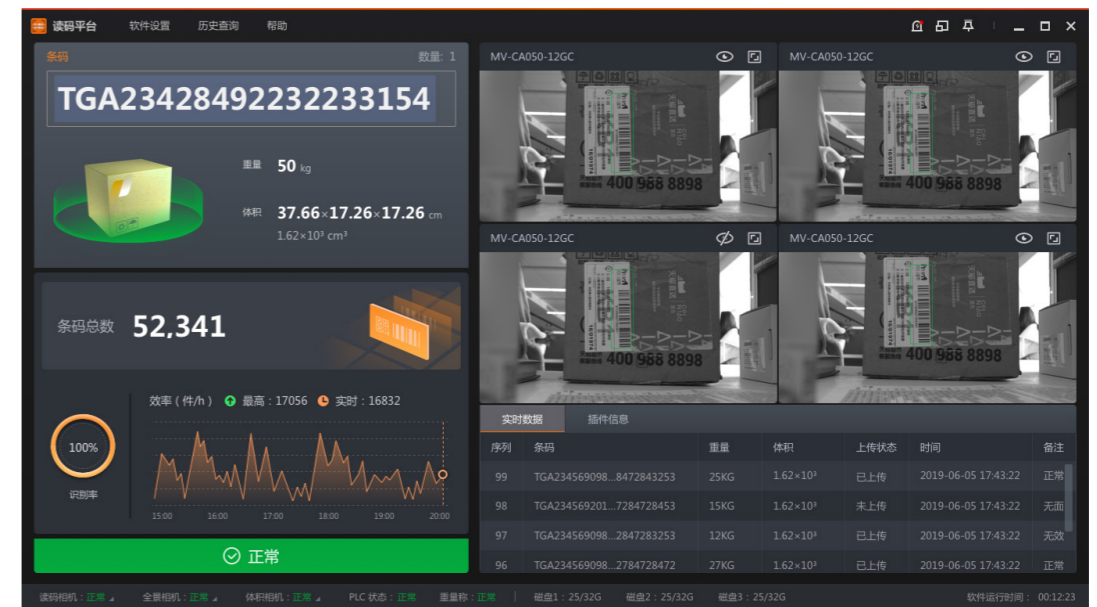 读码平台 软件设置 历史查询 帮助
条码 数量: 1
TGA23428492232233154
重量 50 kg
体积 37.66×17.26×17.26 cm
1.62×10³ cm³
条码总数 52,341
效率 ( 件/h ) 最高 : 17056 实时 : 16832
100%
识别率
15:00 16:00 17:00 18:00 19:00 20:00
正常
MV-CA050-12GC
400 988 8898
MV-CA050-12GC
400 988 8898
MV-CA050-12GC
400 988 8898
MV-CA050-12GC
400 988 8898
实时数据 插件信息
序列 条码 重量 体积 上传状态 时间 备注
99 TGA234569098...8472843253 25KG 1.62×10³ 已上传 2019-06-05 17:43:22 正常
98 TGA234569201...7284728453 15KG 1.62×10³ 未上传 2019-06-05 17:43:22 无面
97 TGA234569098...2847283253 12KG 1.62×10³ 已上传 2019-06-05 17:43:22 无效
96 TGA234569098...2784728472 27KG 1.62×10³ 已上传 2019-06-05 17:43:22 正常
读码相机 : 正常 全景相机 : 正常 体积相机 : 正常 PLC 状态 : 正常 重量称 : 正常 磁盘1 : 25/32G 磁盘2 : 25/32G 磁盘3 : 25/32G 软件运行时间 : 00:12:23